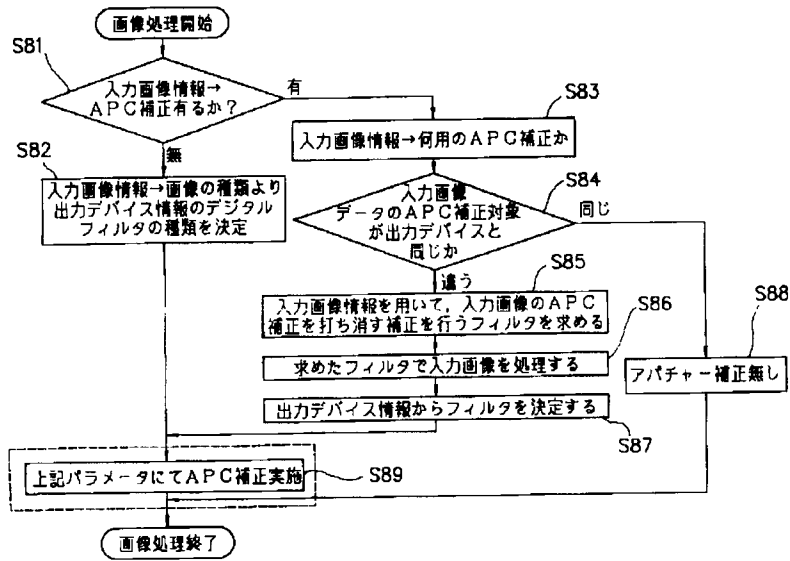 画像処理開始
S81
入力画像情報→
APC補正有るか?
有
無
S82
入力画像情報→画像の種類より
出力デバイス情報のデジタル
フィルタの種類を決定
S83
入力画像情報→何用のAPC補正か
S84
入力画像
データのAPC補正対象
が出力デバイスと
同じか
同じ
違う
S85
入力画像情報を用いて,入力画像のAPC
補正を打ち消す補正を行うフィルタを求める
S86
求めたフィルタで入力画像を処理する
S88
アパチャー補正無し
出力デバイス情報からフィルタを決定する
S87
上記パラメータにてAPC補正実施
S89
画像処理終了